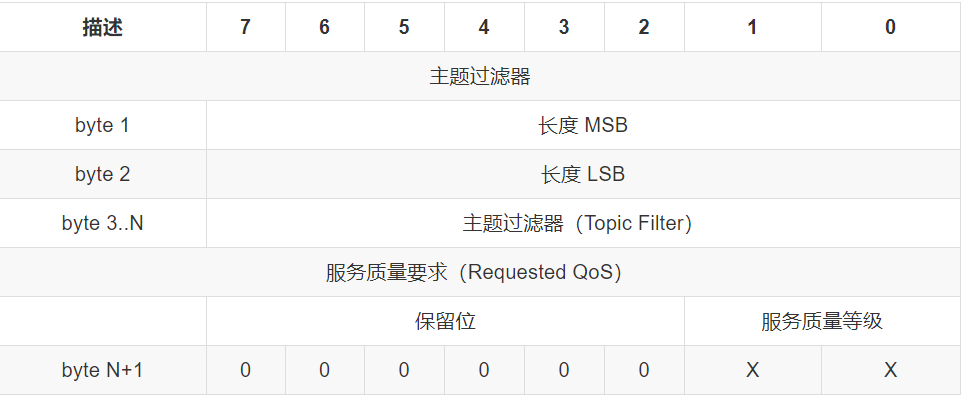 描述 7 6 5 4 3 2 1 0
主题过滤器
byte 1 长度 MSB
byte 2 长度 LSB
byte 3..N 主题过滤器（Topic Filter）
服务质量要求（Requested QoS）
保留位 服务质量等级
byte N+1 0 0 0 0 0 0 X X